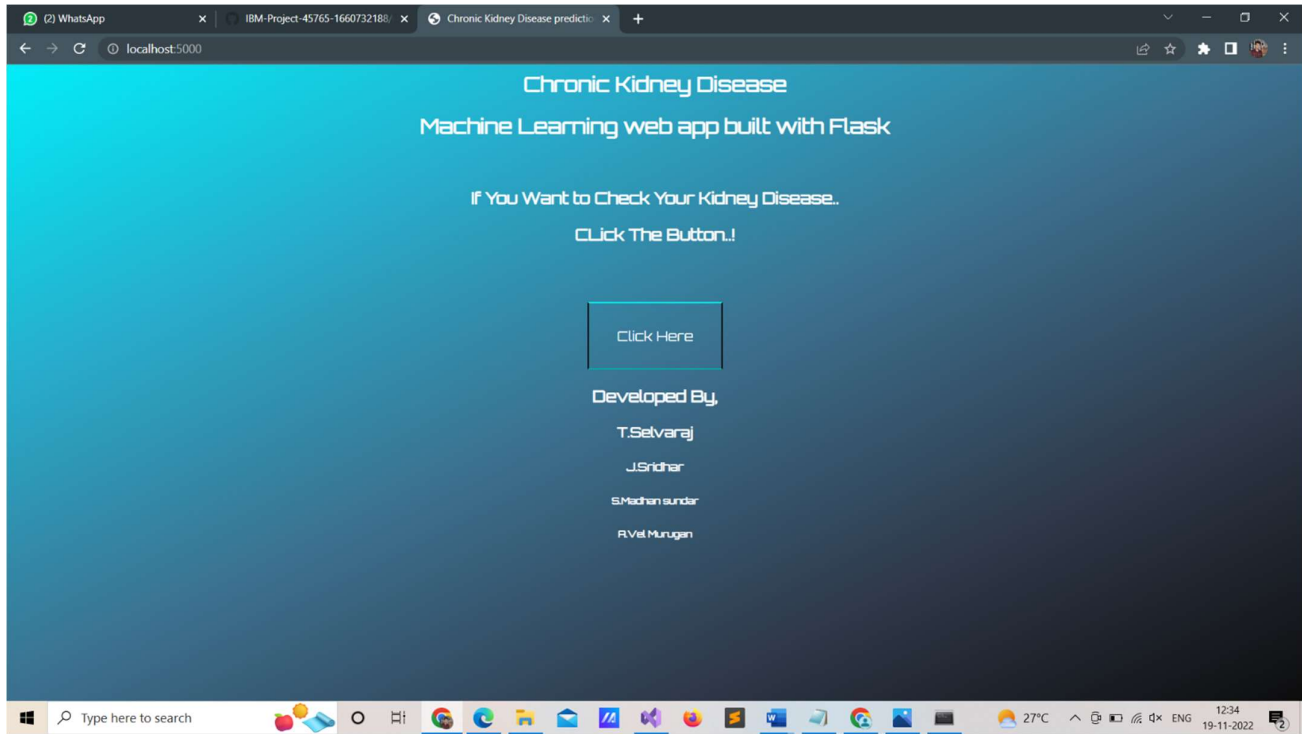 (2) WhatsApp
IBM-Project-45765-1660732188/
Chronic Kidney Disease predictio
localhost:5000
Chronic Kidney Disease
Machine Learning web app built with Flask
If You Want to Check Your Kidney Disease..
CLick The Button..!
Click Here
Developed By,
T.Selvaraj
J.Sridhar
S.Madhan sundar
R.Vel Murugan
Type here to search
27°C
ENG
12:34
19-11-2022
2